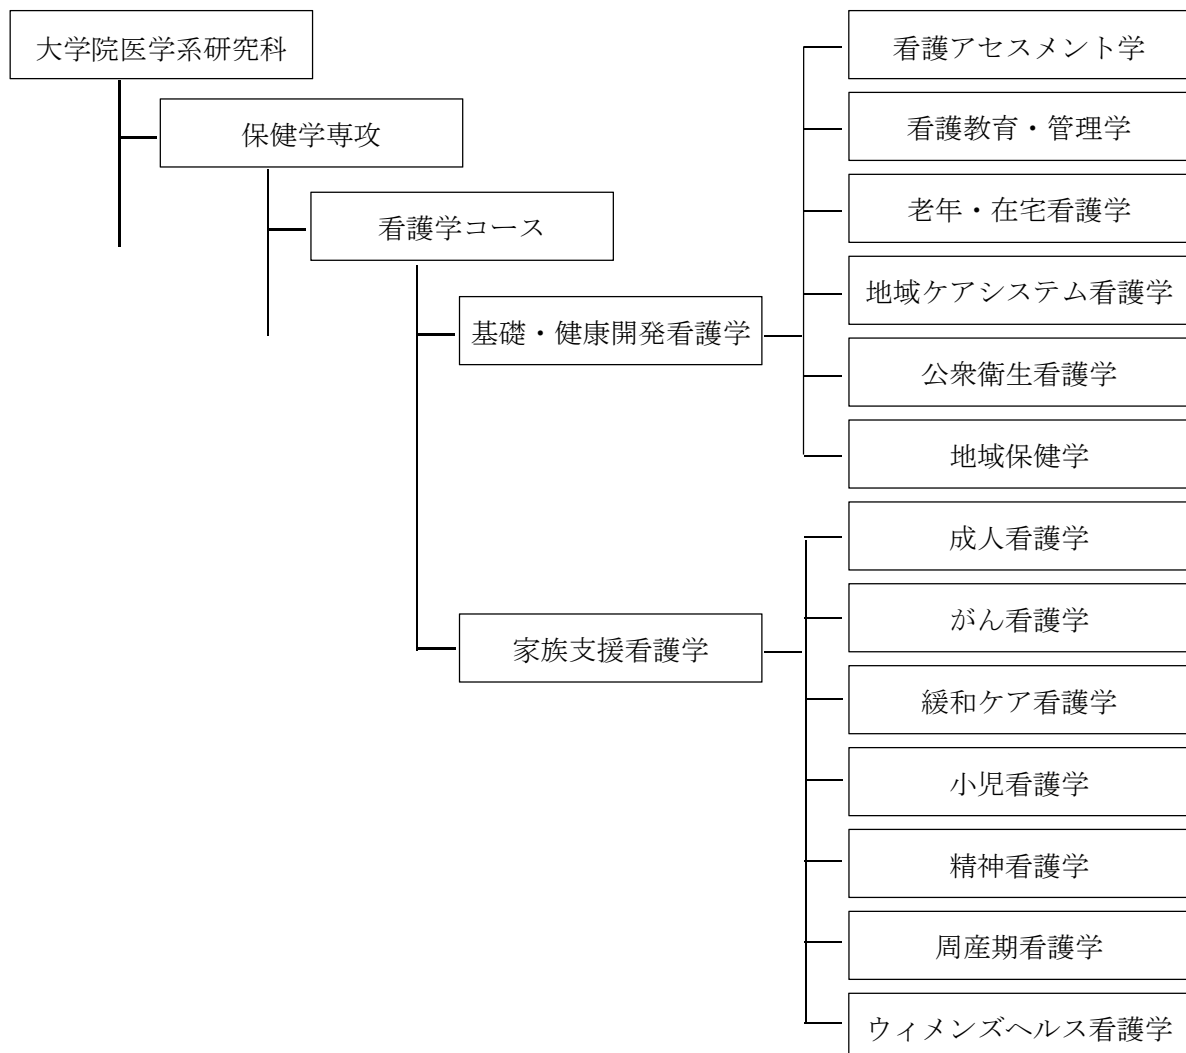 大学院医学系研究科
保健学専攻
看護学コース
基礎・健康開発看護学
看護アセスメント学
看護教育・管理学
老年・在宅看護学
地域ケアシステム看護学
公衆衛生看護学
地域保健学
家族支援看護学
成人看護学
がん看護学
緩和ケア看護学
小児看護学
精神看護学
周産期看護学
ウィメンズヘルス看護学